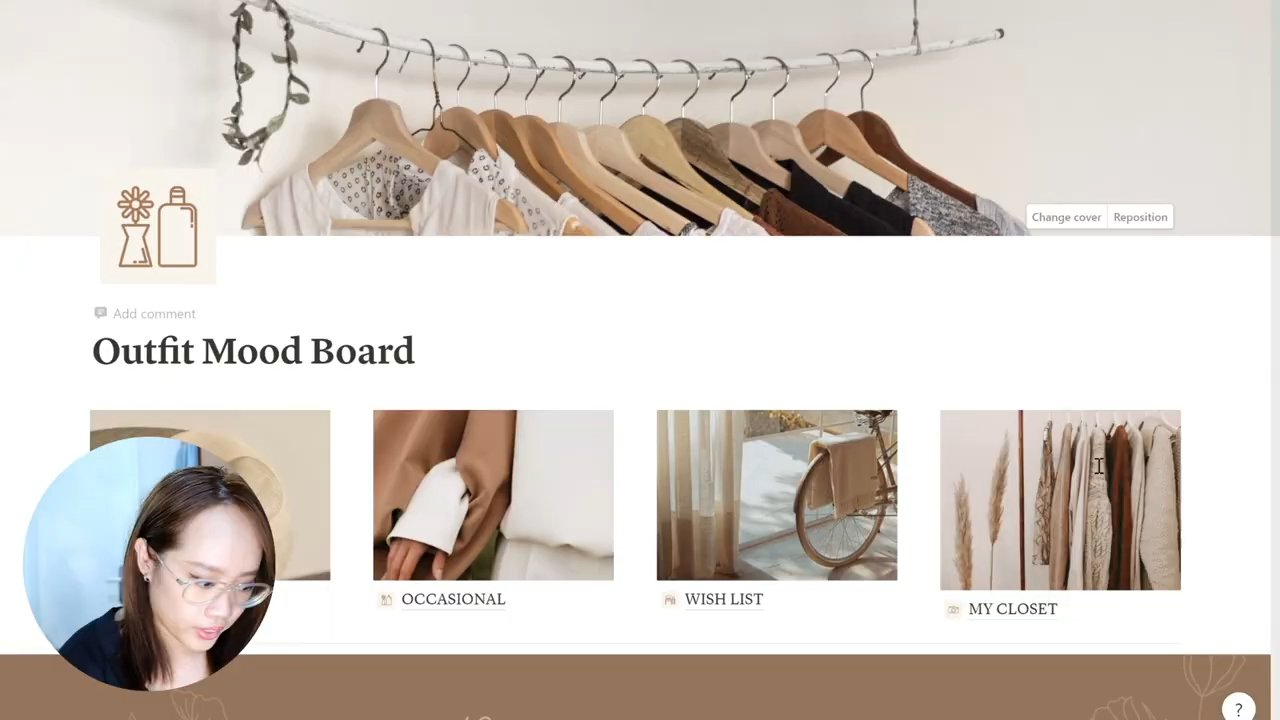 Change cover Reposition
Add comment
Outfit Mood Board
OCCASIONAL
WISH LIST
MY CLOSET
?